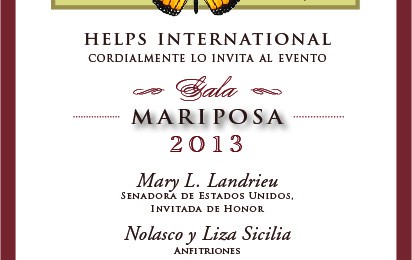 HELPS INTERNATIONAL
CORDIALMENTE LO INVITA AL EVENTO
Gala
MARIPOSA
2013
Mary L. Landrieu
SENADORA DE ESTADOS UNIDOS,
INVITADA DE HONOR
Nolasco y Liza Sicilia
ANFITRIONES